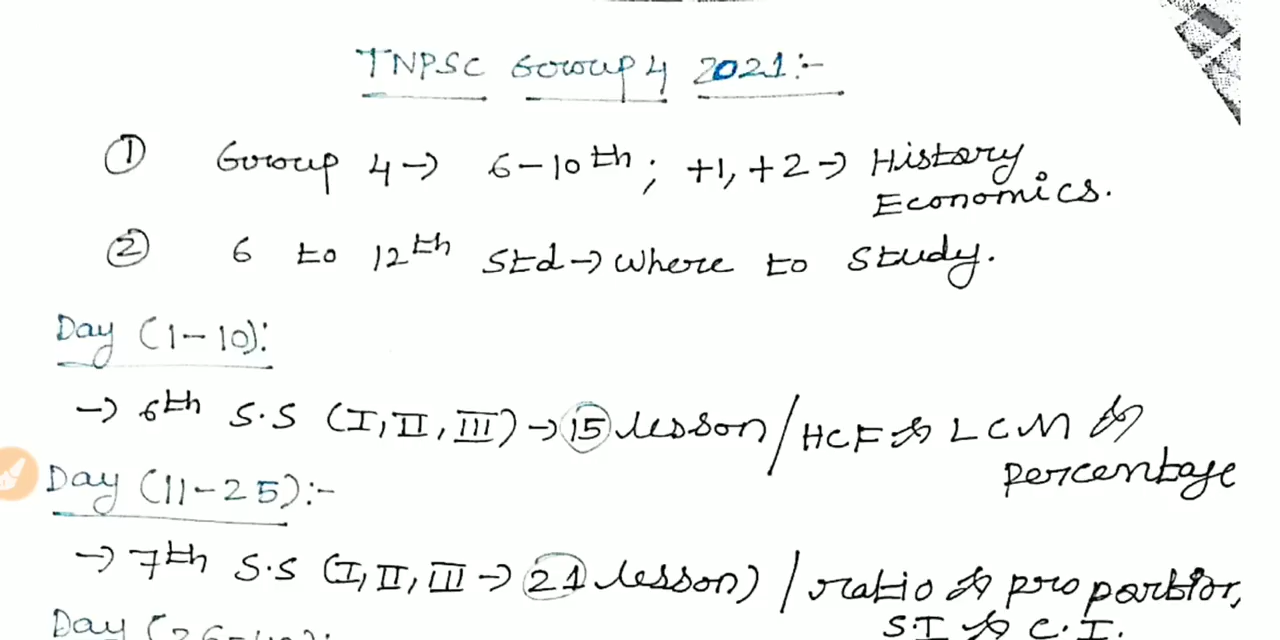 TNPSC Group 4 2021:-
① Group 4 → 6-10th ; +1, +2 → History
Economics.
② 6 to 12th std → where to study.
Day (1-10):
→ 6th S.S (I, II, III) → 15 lesson / HCF & LCM &
percentage
Day (11-25):-
→ 7th S.S (I, II, III → 21 lesson) / ratio & proportion,
S.I & C.I.
Day